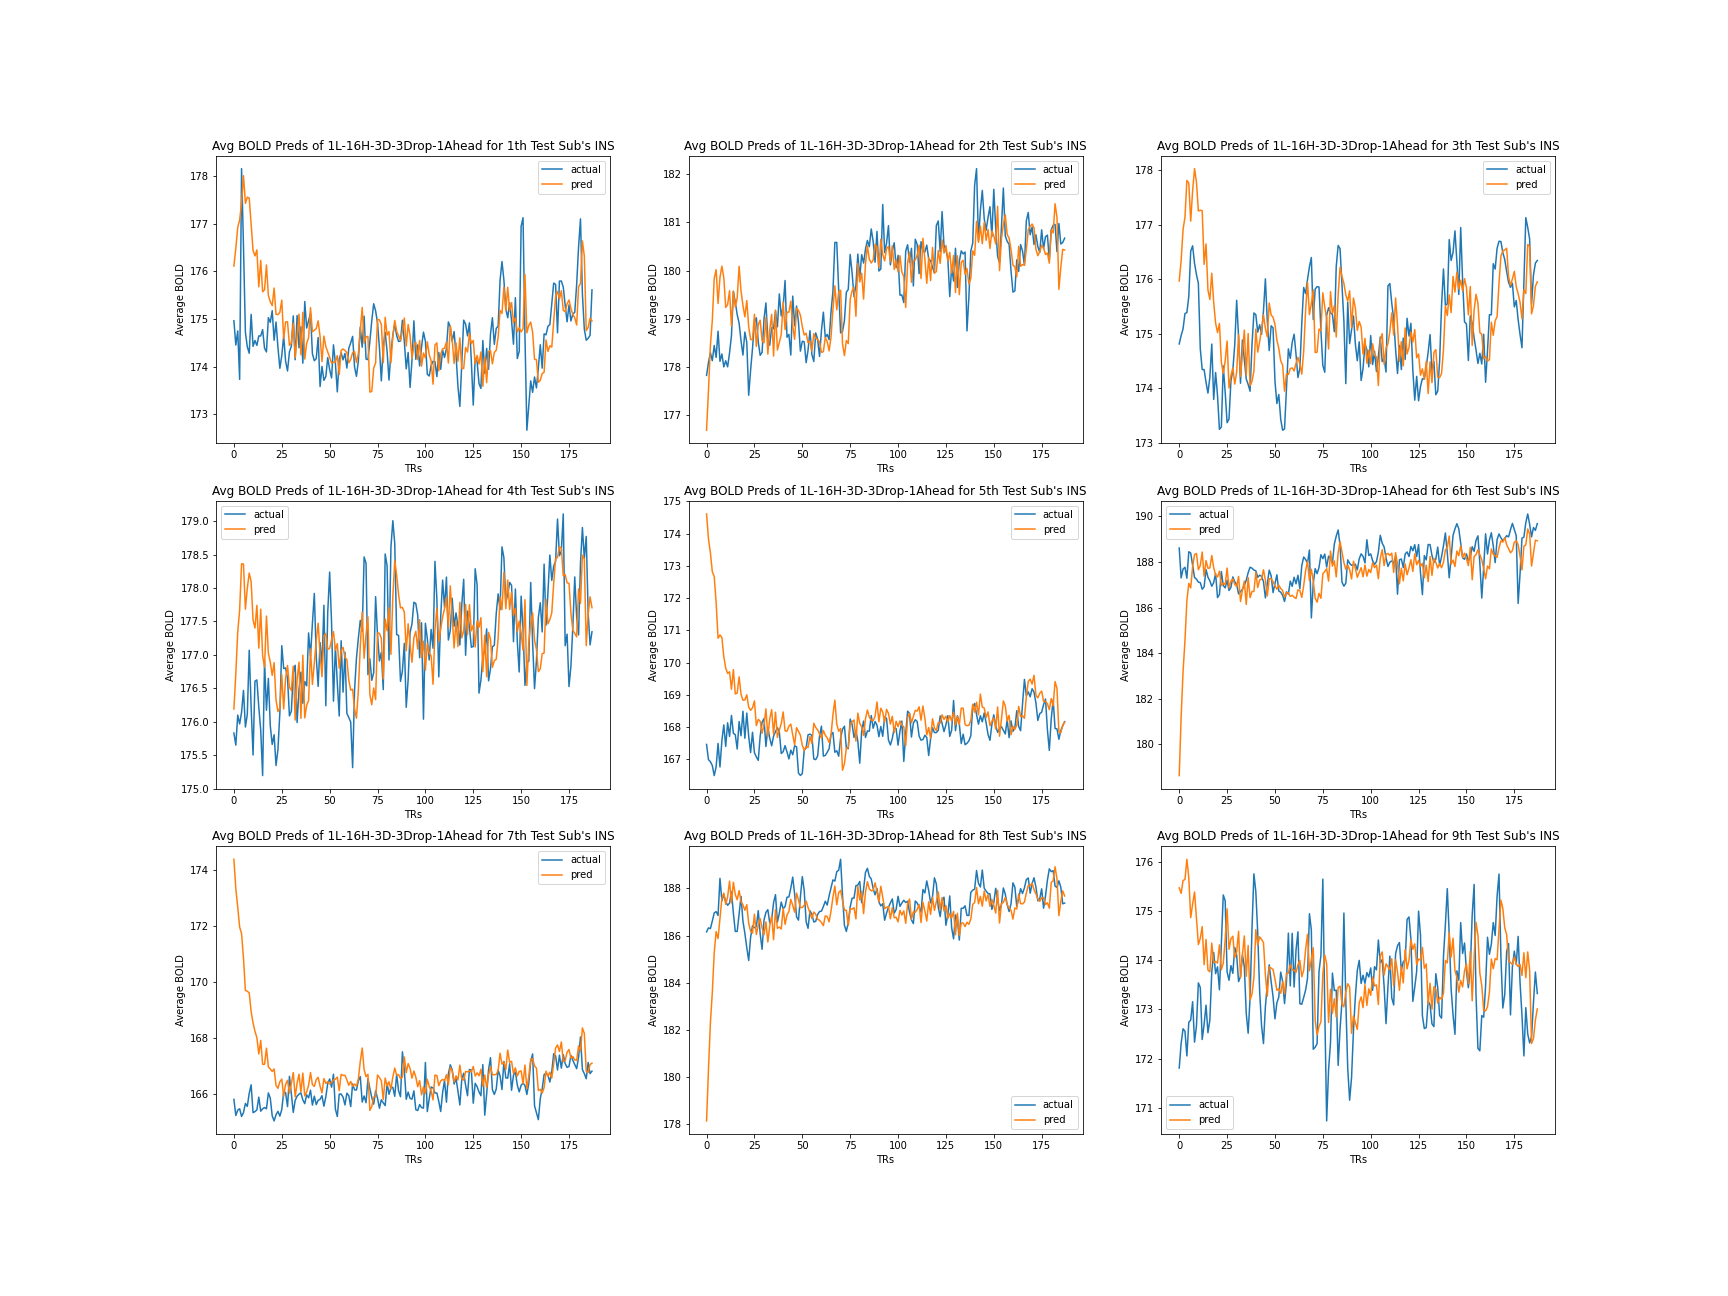 Avg BOLD Preds of 1L-16H-3D-3Drop-1Ahead for 1th Test Sub's INS
178
177
176
175
174
173
Average BOLD
0 25 50 75 100 125 150 175
TRs
actual
pred
Avg BOLD Preds of 1L-16H-3D-3Drop-1Ahead for 2th Test Sub's INS
182
181
180
179
178
177
Average BOLD
0 25 50 75 100 125 150 175
TRs
actual
pred
Avg BOLD Preds of 1L-16H-3D-3Drop-1Ahead for 3th Test Sub's INS
178
177
176
175
174
173
Average BOLD
0 25 50 75 100 125 150 175
TRs
actual
pred
Avg BOLD Preds of 1L-16H-3D-3Drop-1Ahead for 4th Test Sub's INS
179.0
178.5
178.0
177.5
177.0
176.5
176.0
175.5
175.0
Average BOLD
0 25 50 75 100 125 150 175
TRs
actual
pred
Avg BOLD Preds of 1L-16H-3D-3Drop-1Ahead for 5th Test Sub's INS
175
174
173
172
171
170
169
168
167
Average BOLD
0 25 50 75 100 125 150 175
TRs
actual
pred
Avg BOLD Preds of 1L-16H-3D-3Drop-1Ahead for 6th Test Sub's INS
190
188
186
184
182
180
Average BOLD
0 25 50 75 100 125 150 175
TRs
actual
pred
Avg BOLD Preds of 1L-16H-3D-3Drop-1Ahead for 7th Test Sub's INS
174
172
170
168
166
Average BOLD
0 25 50 75 100 125 150 175
TRs
actual
pred
Avg BOLD Preds of 1L-16H-3D-3Drop-1Ahead for 8th Test Sub's INS
188
186
184
182
180
178
Average BOLD
0 25 50 75 100 125 150 175
TRs
actual
pred
Avg BOLD Preds of 1L-16H-3D-3Drop-1Ahead for 9th Test Sub's INS
176
175
174
173
172
171
Average BOLD
0 25 50 75 100 125 150 175
TRs
actual
pred